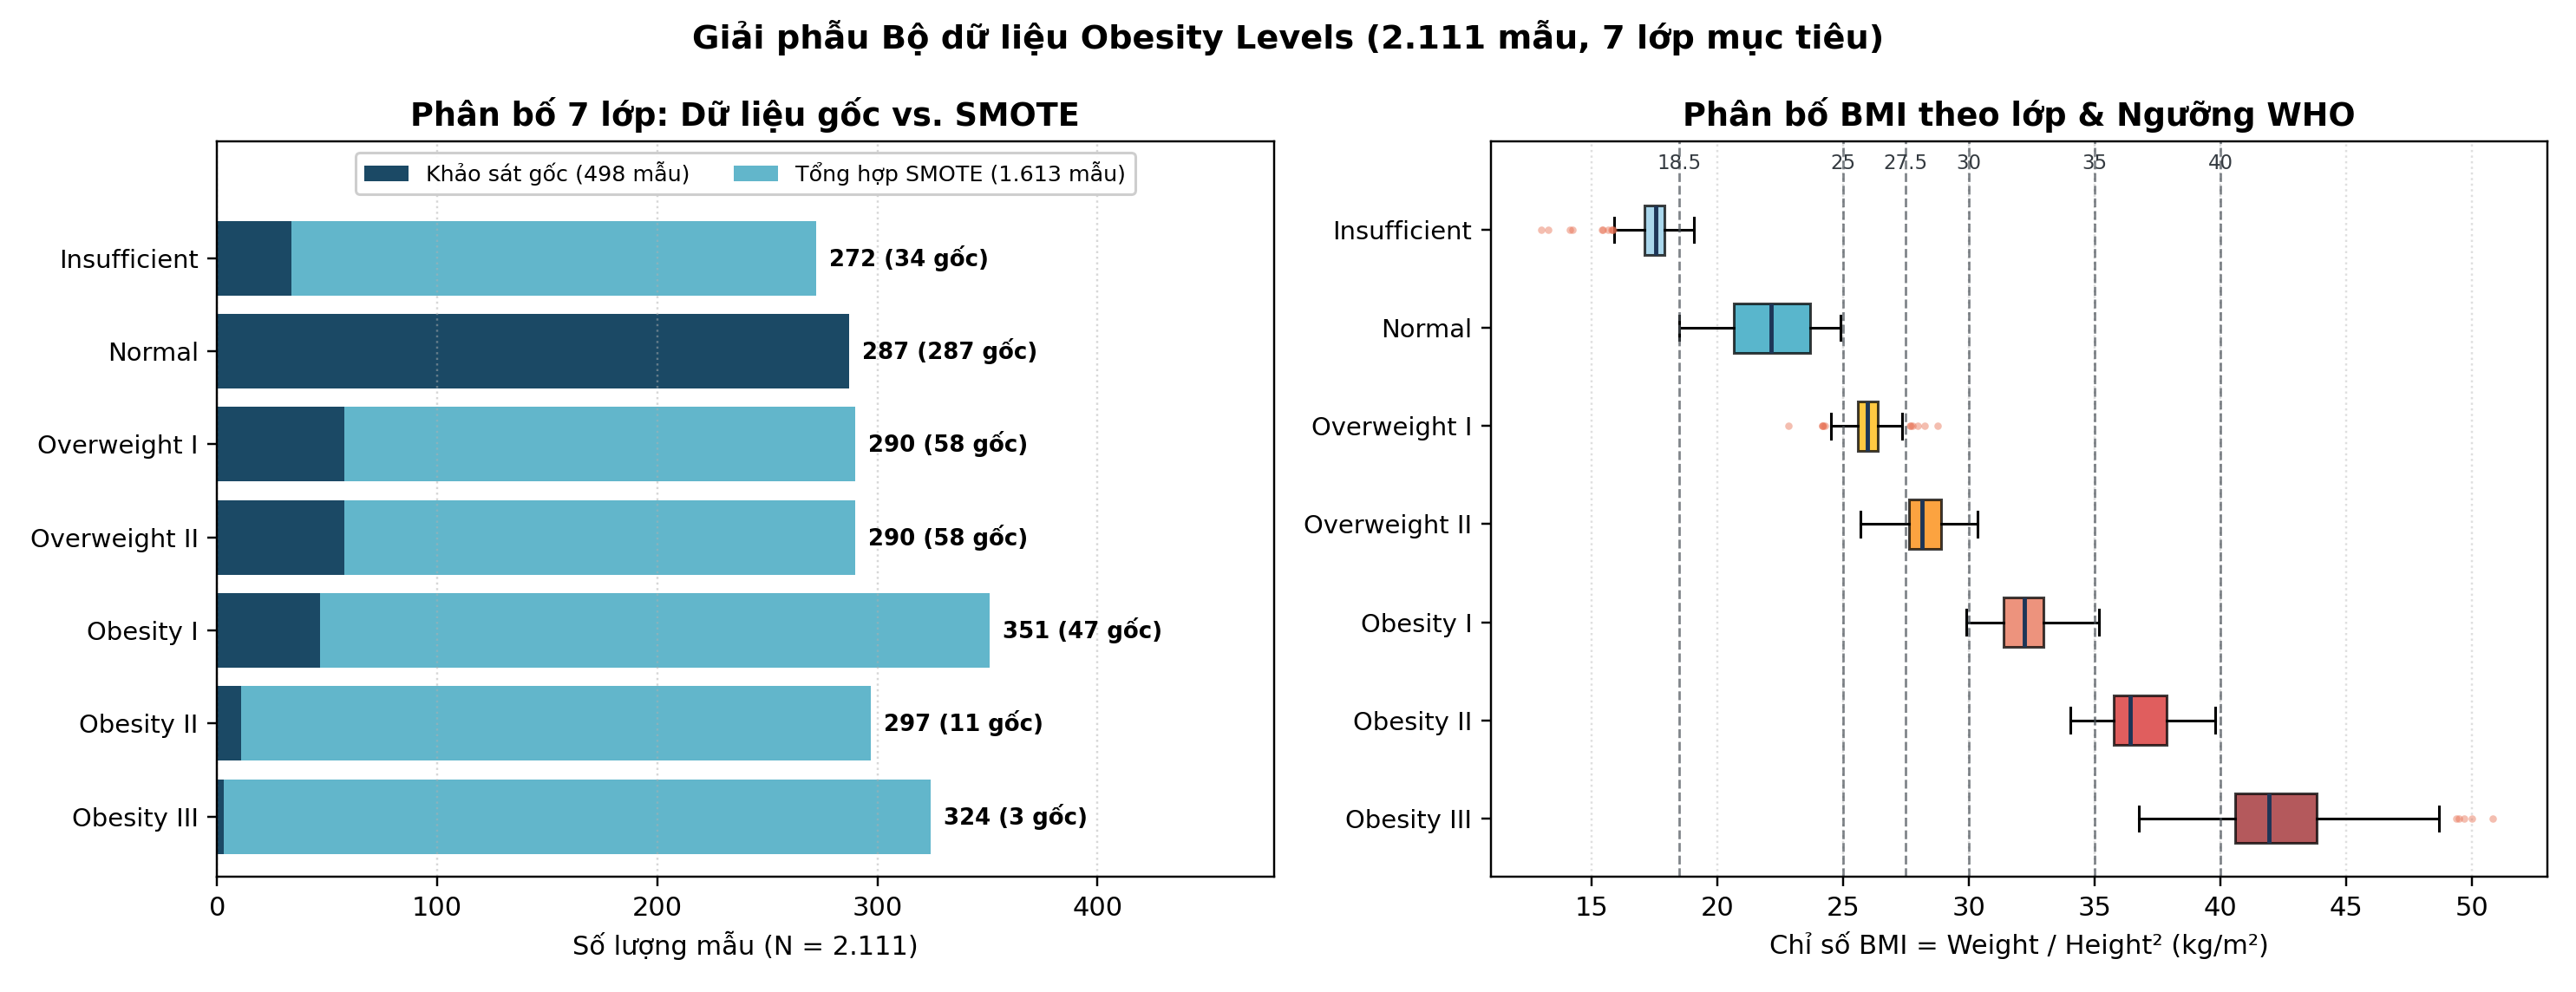 Giải phẫu Bộ dữ liệu Obesity Levels (2.111 mẫu, 7 lớp mục tiêu)
Phân bố 7 lớp: Dữ liệu gốc vs. SMOTE
Khảo sát gốc (498 mẫu)
Tổng hợp SMOTE (1.613 mẫu)
Insufficient
272 (34 gốc)
Normal
287 (287 gốc)
Overweight I
290 (58 gốc)
Overweight II
290 (58 gốc)
Obesity I
351 (47 gốc)
Obesity II
297 (11 gốc)
Obesity III
324 (3 gốc)
0 100 200 300 400
Số lượng mẫu (N = 2.111)
Phân bố BMI theo lớp & Ngưỡng WHO
18.5 25 27.5 30 35 40
Insufficient
Normal
Overweight I
Overweight II
Obesity I
Obesity II
Obesity III
15 20 25 30 35 40 45 50
Chỉ số BMI = Weight / Height² (kg/m²)